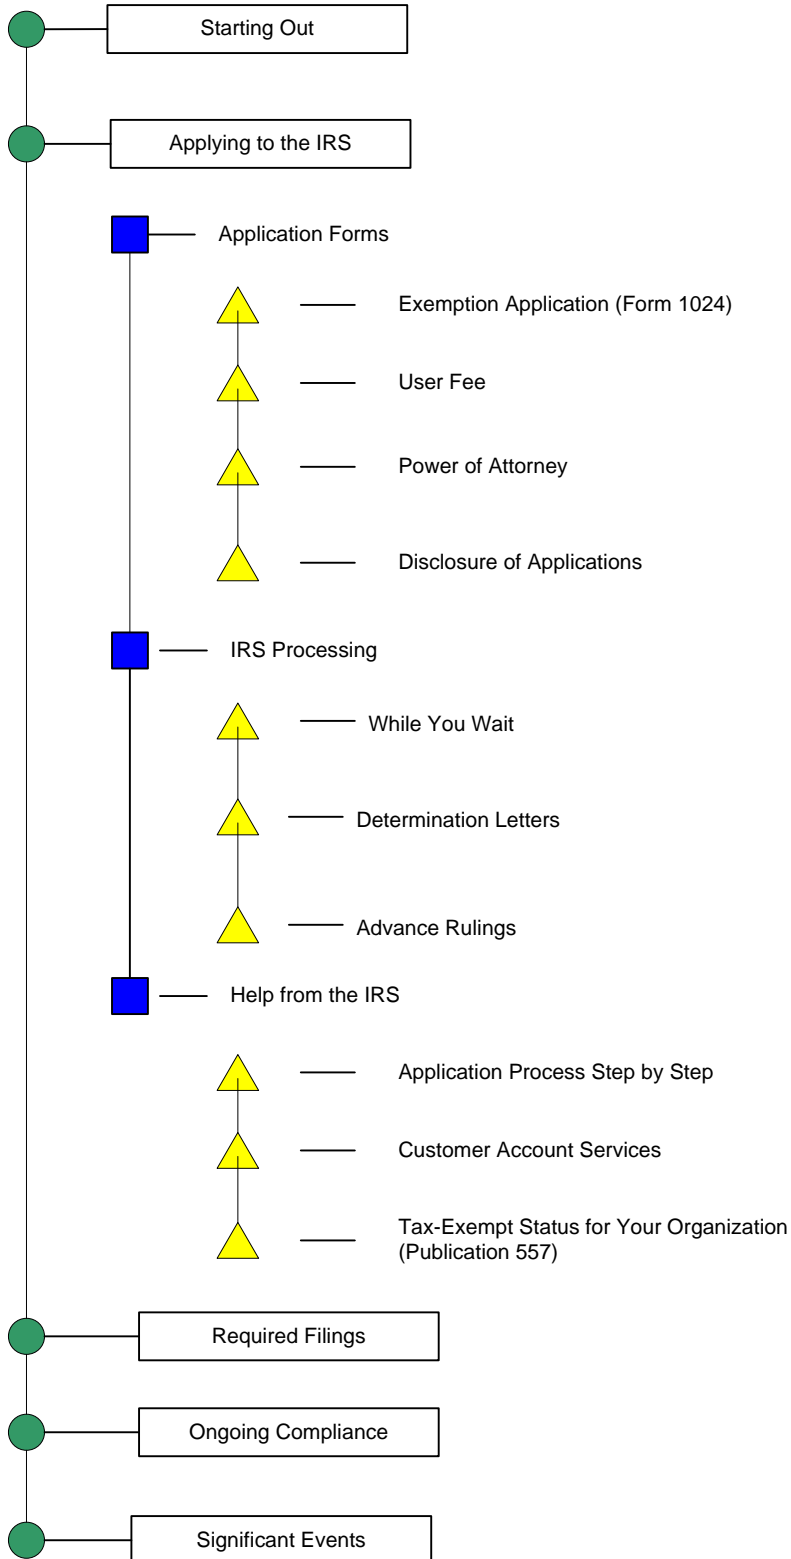 Starting Out
Applying to the IRS
Application Forms
Exemption Application (Form 1024)
User Fee
Power of Attorney
Disclosure of Applications
IRS Processing
While You Wait
Determination Letters
Advance Rulings
Help from the IRS
Application Process Step by Step
Customer Account Services
Tax-Exempt Status for Your Organization
(Publication 557)
Required Filings
Ongoing Compliance
Significant Events